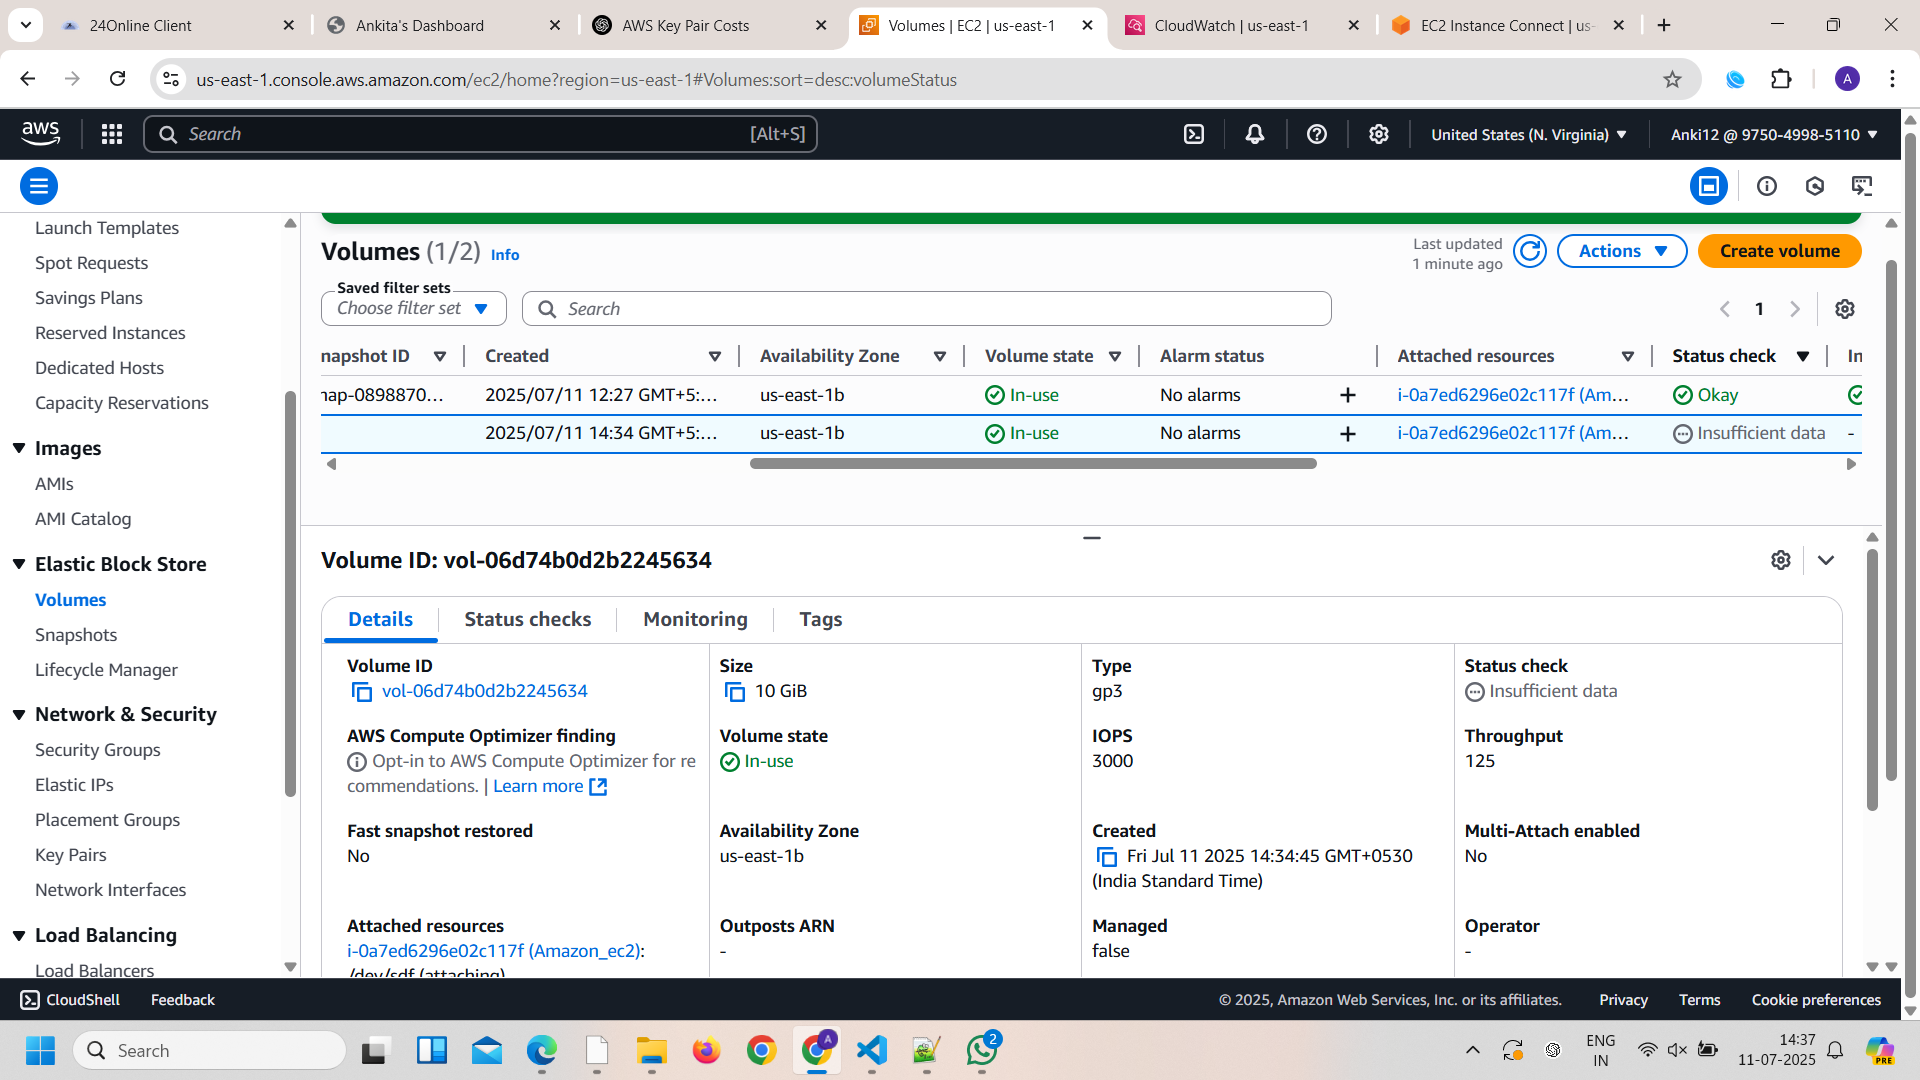 24Online Client
Ankita's Dashboard
AWS Key Pair Costs
Volumes | EC2 | us-east-1
CloudWatch | us-east-1
EC2 Instance Connect | us-
us-east-1.console.aws.amazon.com/ec2/home?region=us-east-1#Volumes:sort=desc:volumeStatus
A
aws
Search
[Alt+S]
United States (N. Virginia)
Anki12 @ 9750-4998-5110
Launch Templates
Spot Requests
Savings Plans
Reserved Instances
Dedicated Hosts
Capacity Reservations
Images
AMIs
AMI Catalog
Elastic Block Store
Volumes
Snapshots
Lifecycle Manager
Network & Security
Security Groups
Elastic IPs
Placement Groups
Key Pairs
Network Interfaces
Load Balancing
Load Balancers
Volumes (1/2) Info
Last updated
1 minute ago
Actions
Create volume
Saved filter sets
Choose filter set
Search
1
napshot ID
Created
Availability Zone
Volume state
Alarm status
Attached resources
Status check
In
nap-0898870...
2025/07/11 12:27 GMT+5:...
us-east-1b
In-use
No alarms
+
i-0a7ed6296e02c117f (Am...
Okay
2025/07/11 14:34 GMT+5:...
us-east-1b
In-use
No alarms
+
i-0a7ed6296e02c117f (Am...
Insufficient data
-
Volume ID: vol-06d74b0d2b2245634
Details
Status checks
Monitoring
Tags
Volume ID
vol-06d74b0d2b2245634
Size
10 GiB
Type
gp3
Status check
Insufficient data
AWS Compute Optimizer finding
Opt-in to AWS Compute Optimizer for re
commendations. | Learn more
Volume state
In-use
IOPS
3000
Throughput
125
Fast snapshot restored
No
Availability Zone
us-east-1b
Created
Fri Jul 11 2025 14:34:45 GMT+0530
(India Standard Time)
Multi-Attach enabled
No
Attached resources
i-0a7ed6296e02c117f (Amazon_ec2):
/dev/sdf (attaching)
Outposts ARN
-
Managed
false
Operator
-
CloudShell
Feedback
© 2025, Amazon Web Services, Inc. or its affiliates.
Privacy
Terms
Cookie preferences
Search
A
2
ENG
IN
14:37
11-07-2025
PRE